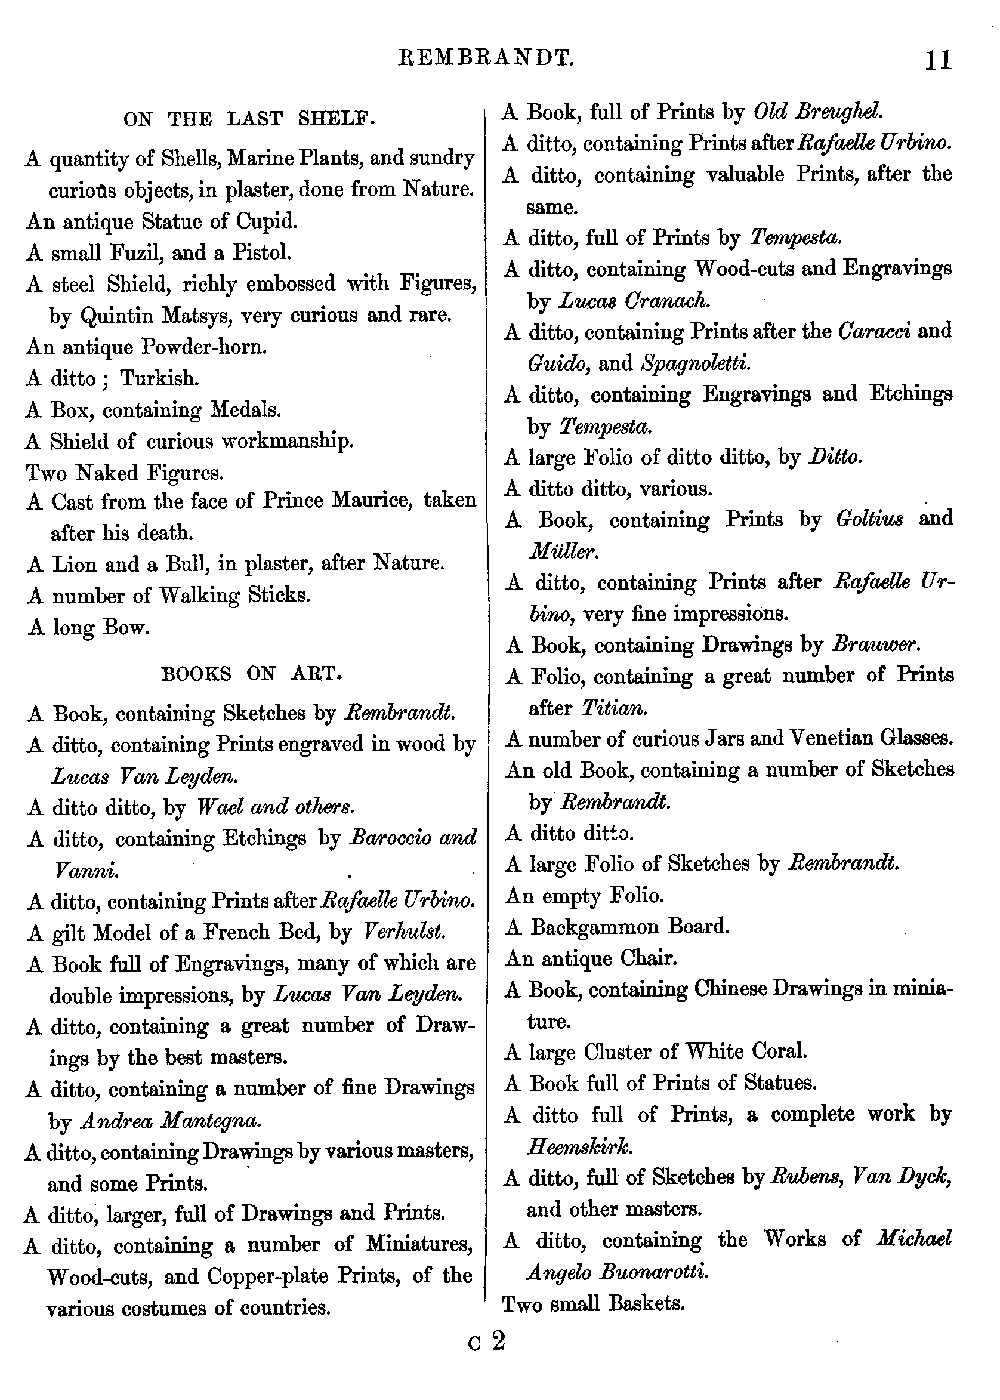 REMBRANDT. 11
ON THE LAST SHELF.
A quantity of Shells, Marine Plants, and sundry
curious objects, in plaster, done from Nature.
An antique Statue of Cupid.
A small Fuzil, and a Pistol.
A steel Shield, richly embossed with Figures,
by Quintin Matsys, very curious and rare.
An antique Powder-horn.
A ditto ; Turkish.
A Box, containing Medals.
A Shield of curious workmanship.
Two Naked Figures.
A Cast from the face of Prince Maurice, taken
after his death.
A Lion and a Bull, in plaster, after Nature.
A number of Walking Sticks.
A long Bow.
BOOKS ON ART.
A Book, containing Sketches by Rembrandt.
A ditto, containing Prints engraved in wood by
Lucas Van Leyden.
A ditto ditto, by Wael and others.
A ditto, containing Etchings by Baroccio and
Vanni.
A ditto, containing Prints after Rafaelle Urbino.
A gilt Model of a French Bed, by Verhulst.
A Book full of Engravings, many of which are
double impressions, by Lucas Van Leyden.
A ditto, containing a great number of Draw-
ings by the best masters.
A ditto, containing a number of fine Drawings
by Andrea Mantegna.
A ditto, containing Drawings by various masters,
and some Prints.
A ditto, larger, full of Drawings and Prints.
A ditto, containing a number of Miniatures,
Wood-cuts, and Copper-plate Prints, of the
various costumes of countries.
A Book, full of Prints by Old Breughel.
A ditto, containing Prints after Rafaelle Urbino.
A ditto, containing valuable Prints, after the
same.
A ditto, full of Prints by Tempesta.
A ditto, containing Wood-cuts and Engravings
by Lucas Cranach.
A ditto, containing Prints after the Caracci and
Guido, and Spagnoletti.
A ditto, containing Engravings and Etchings
by Tempesta.
A large Folio of ditto ditto, by Ditto.
A ditto ditto, various.
A Book, containing Prints by Goltius and
Müller.
A ditto, containing Prints after Rafaelle Ur-
bino, very fine impressions.
A Book, containing Drawings by Brauwer.
A Folio, containing a great number of Prints
after Titian.
A number of curious Jars and Venetian Glasses.
An old Book, containing a number of Sketches
by Rembrandt.
A ditto ditto.
A large Folio of Sketches by Rembrandt.
An empty Folio.
A Backgammon Board.
An antique Chair.
A Book, containing Chinese Drawings in minia-
ture.
A large Cluster of White Coral.
A Book full of Prints of Statues.
A ditto full of Prints, a complete work by
Heemskirk.
A ditto, full of Sketches by Rubens, Van Dyck,
and other masters.
A ditto, containing the Works of Michael
Angelo Buonarotti.
Two small Baskets.
C 2